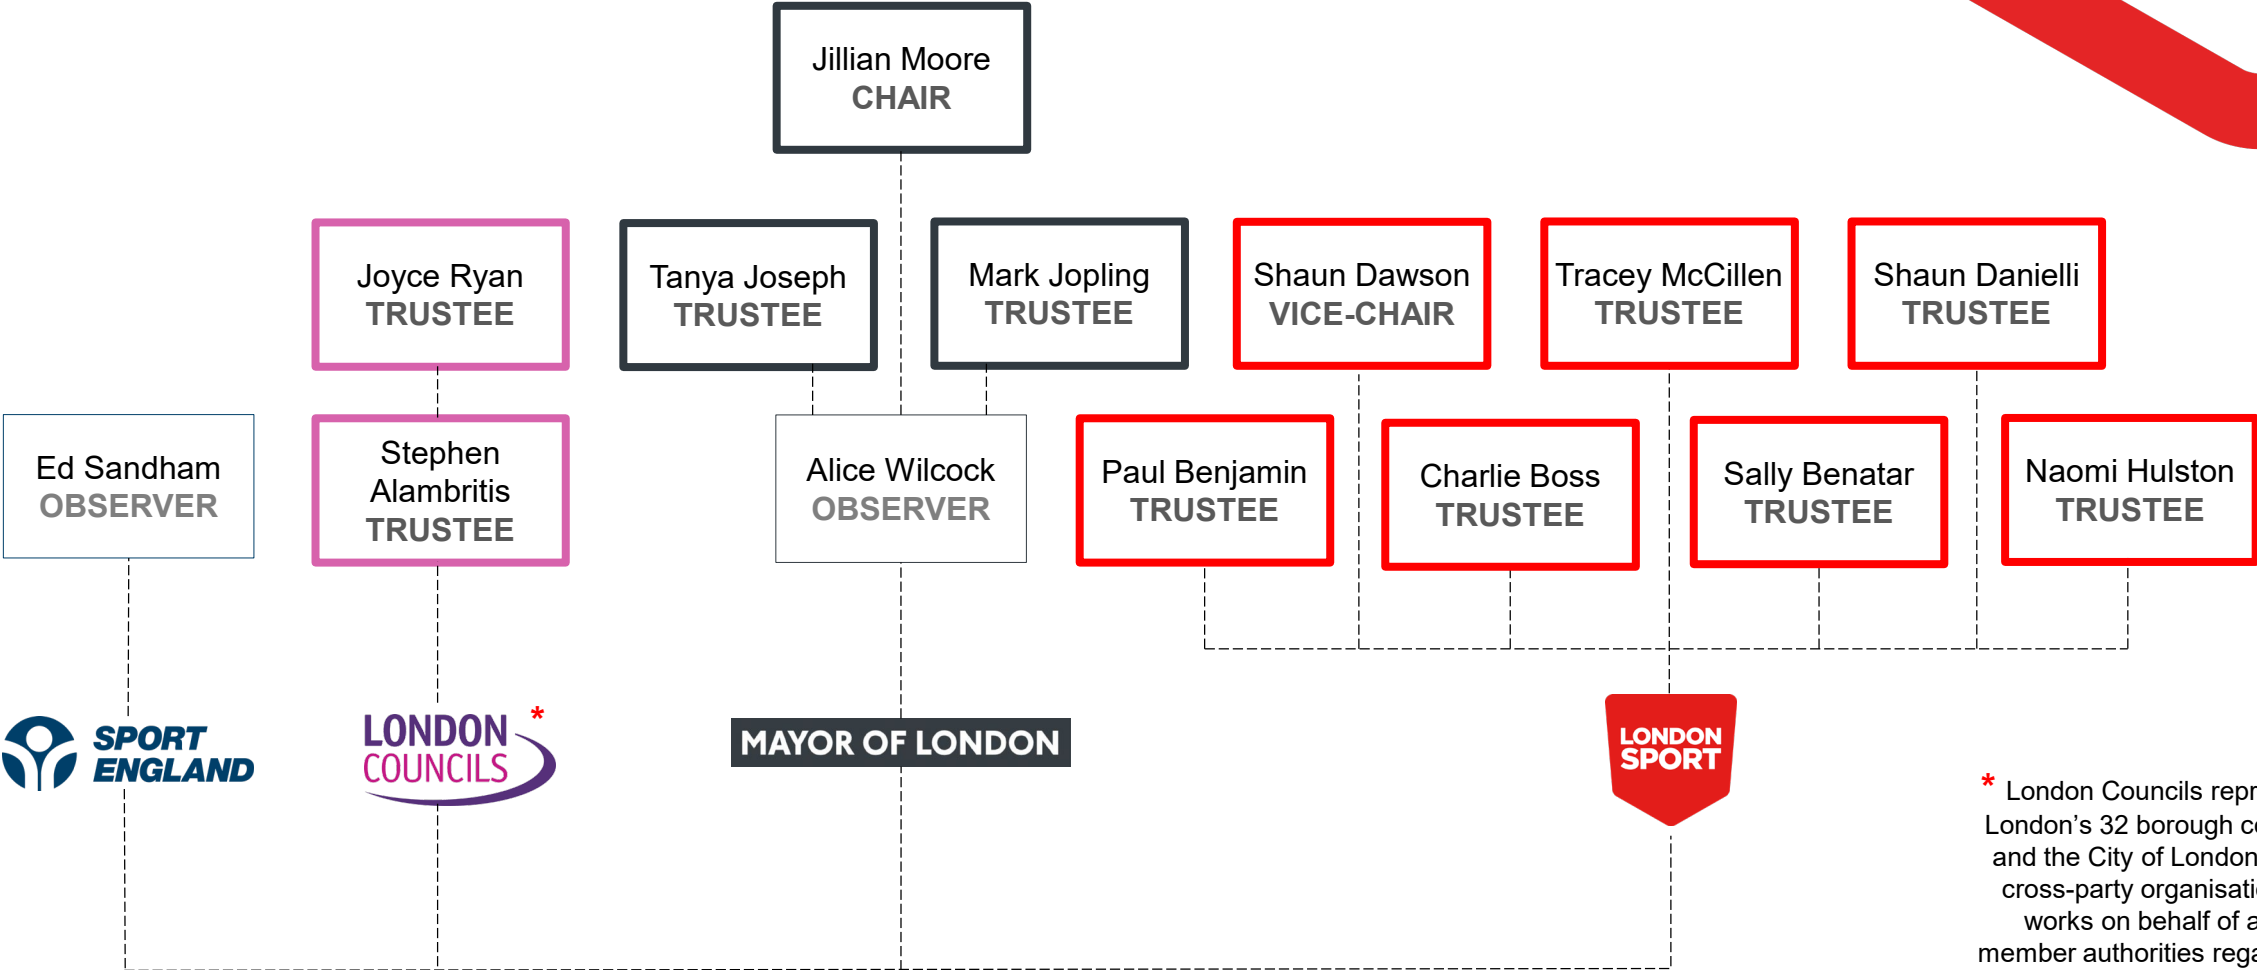 Jillian Moore
CHAIR
Joyce Ryan
TRUSTEE
Tanya Joseph
TRUSTEE
Mark Jopling
TRUSTEE
Shaun Dawson
VICE-CHAIR
Tracey McCillen
TRUSTEE
Shaun Danielli
TRUSTEE
Ed Sandham
OBSERVER
Stephen
Alambritis
TRUSTEE
Alice Wilcock
OBSERVER
Paul Benjamin
TRUSTEE
Charlie Boss
TRUSTEE
Sally Benatar
TRUSTEE
Naomi Hulston
TRUSTEE
SPORT
ENGLAND
LONDON *
COUNCILS
MAYOR OF LONDON
LONDON
SPORT
* London Councils
London's 32 borough
and the City of London
cross-party
works on behalf of
member authorities